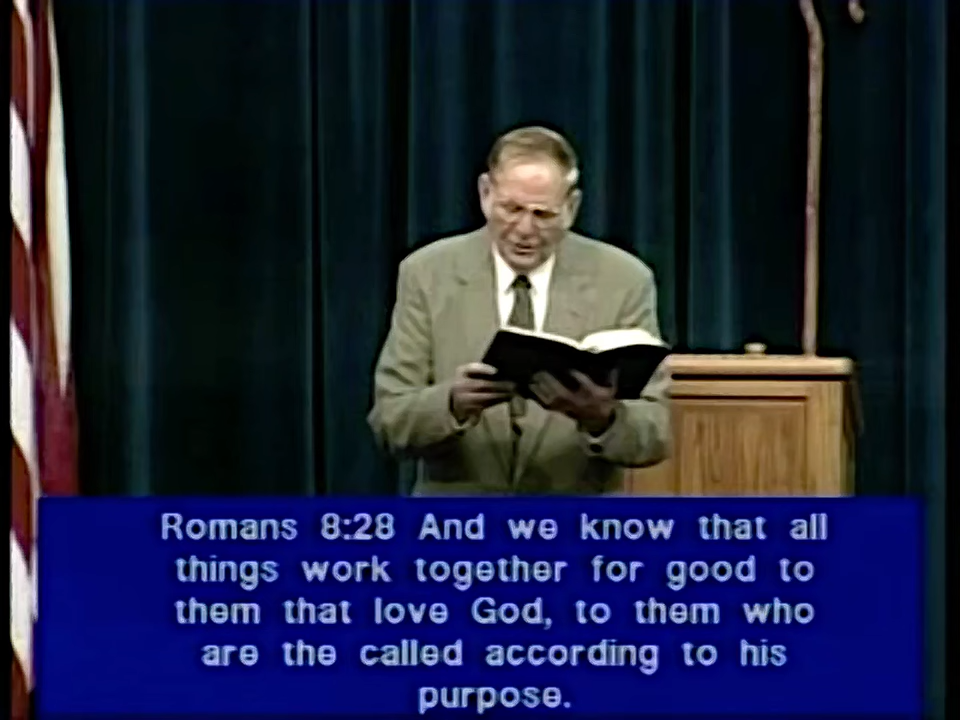 Romans 8:28 And we know that all
things work together for good to
them that love God, to them who
are the called according to his
purpose.